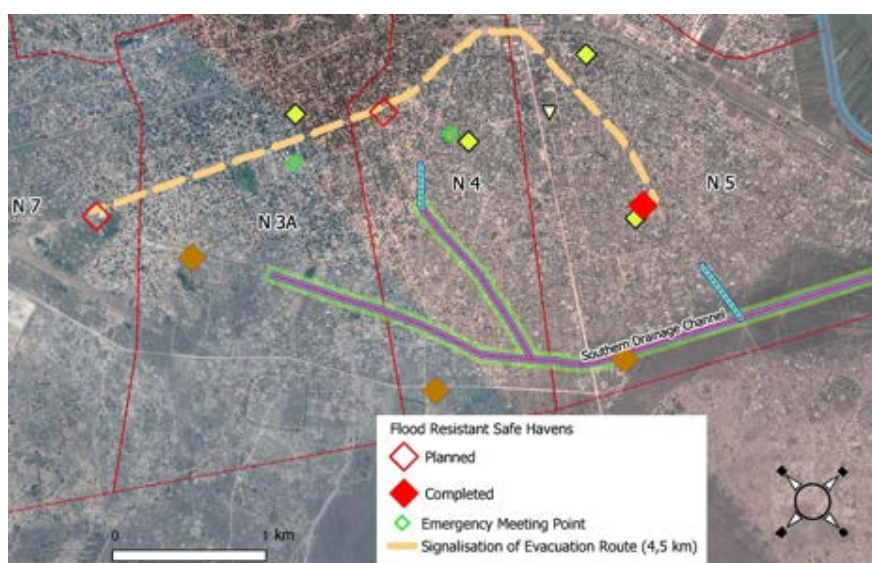 N 7
N 3A
N 4
N 5
Southern Drainage Channel
Flood Resistant Safe Havens
Planned
Completed
Emergency Meeting Point
Signalisation of Evacuation Route (4,5 km)
0
1 km